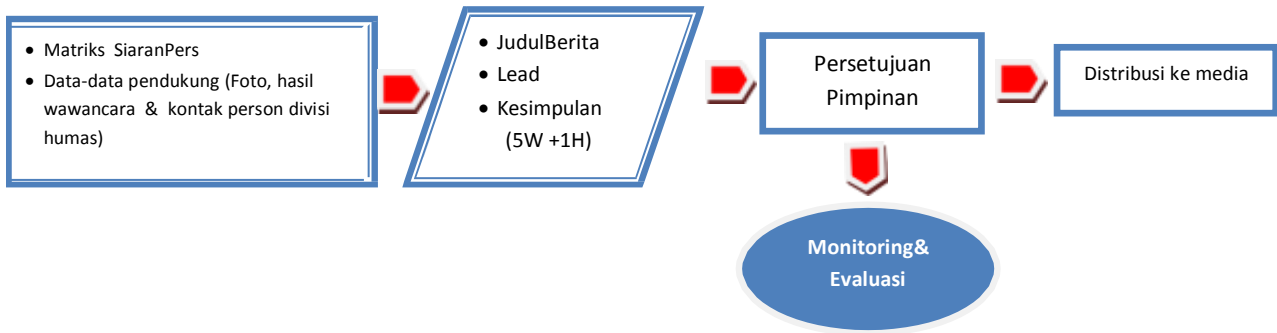 • Matriks SiaranPers
• Data-data pendukung (Foto, hasil
wawancara & kontak person divisi
humas)
• JudulBerita
• Lead
• Kesimpulan
(5W +1H)
Persetujuan
Pimpinan
Distribusi ke media
Monitoring&
Evaluasi